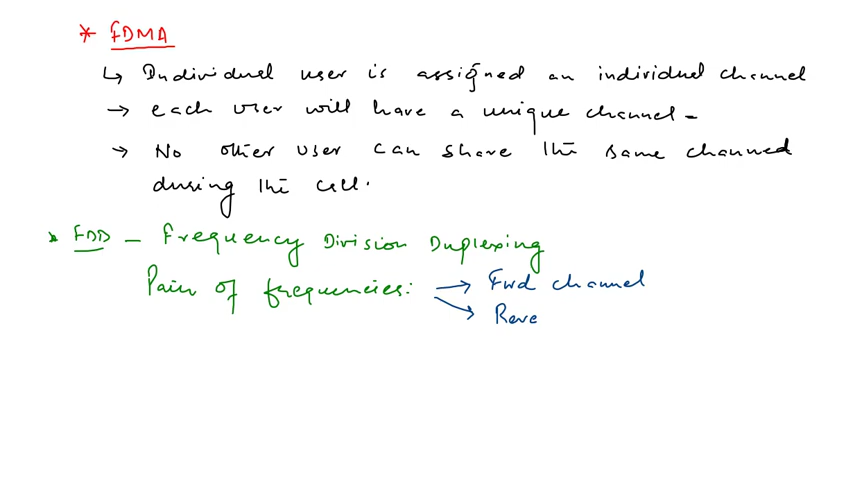 * FDMA
↳ Individual user is assigned an individual channel
→ each user will have a unique channel -
→ No other user can share the same channel
during the call.
* FDD - Frequency Division Duplexing
Pair of frequencies: → Fwd channel
→ Reve